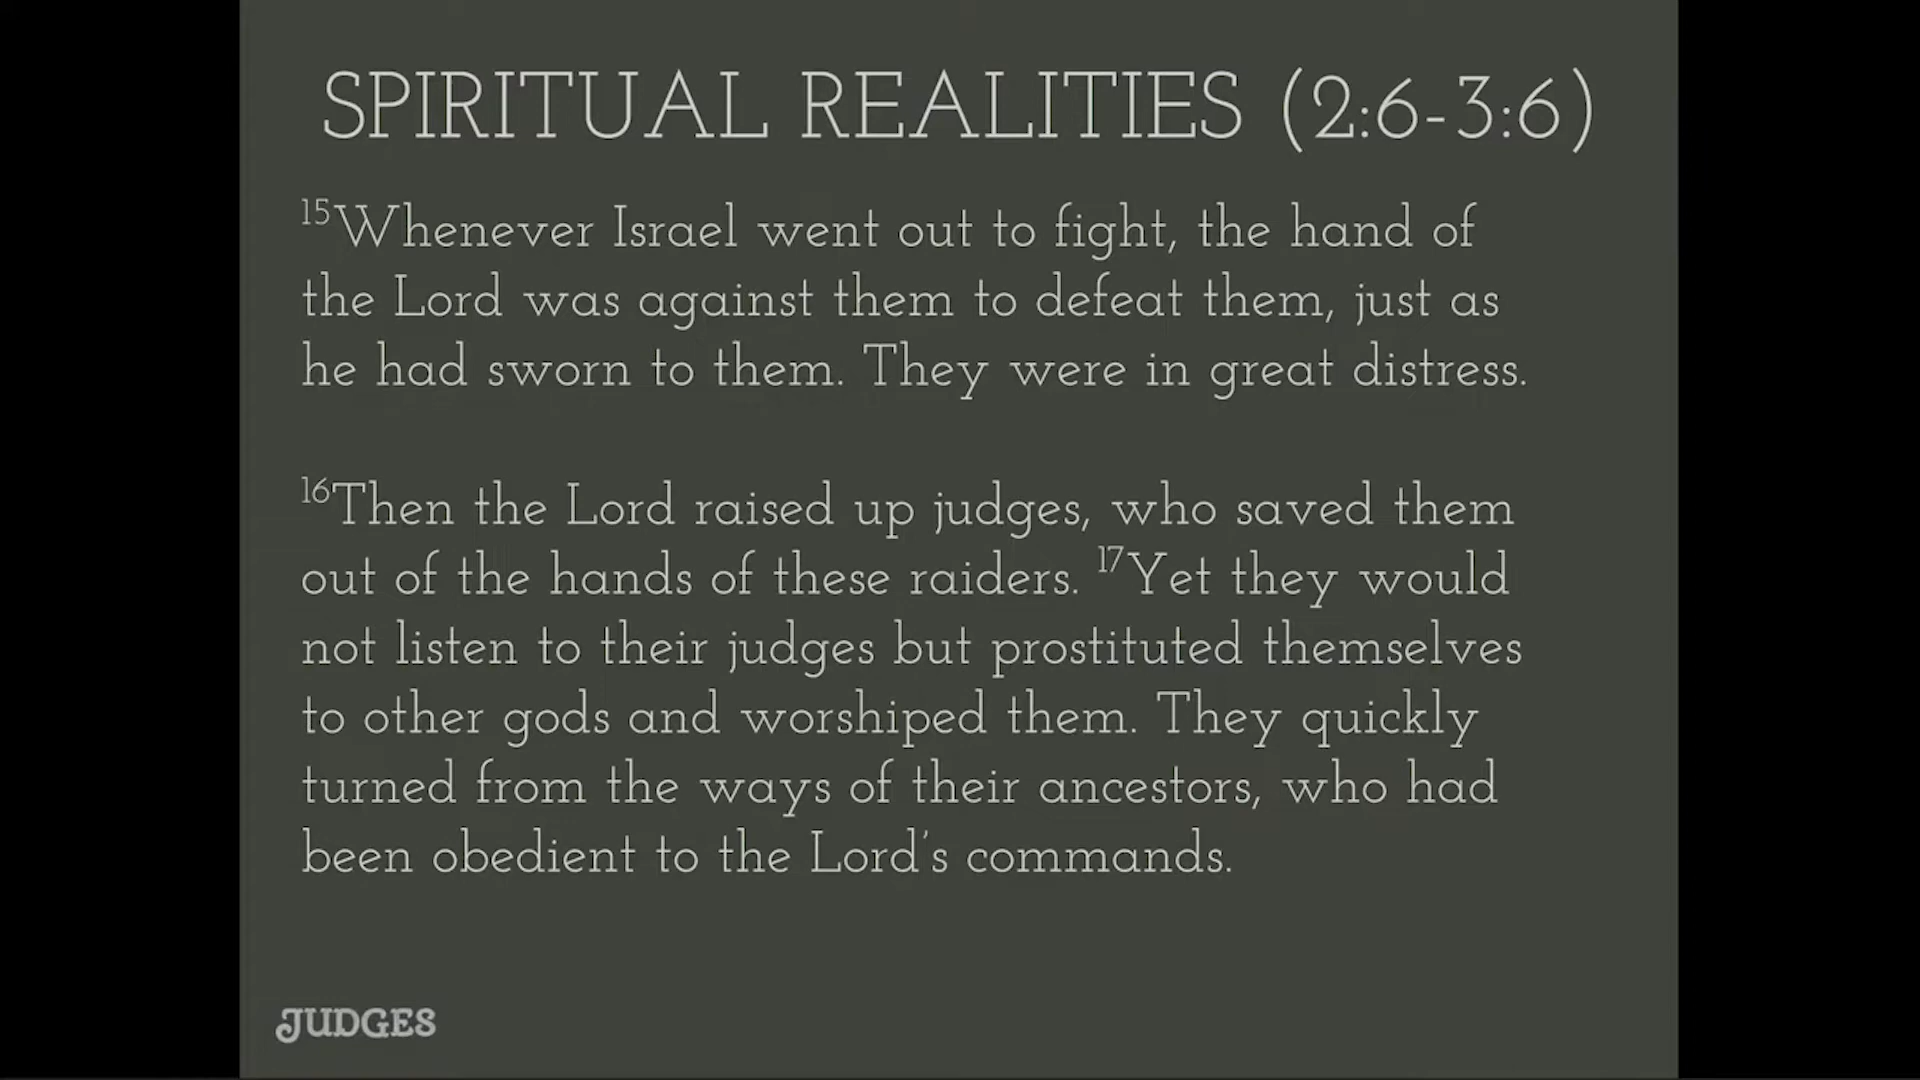 SPIRITUAL REALITIES (2:6-3:6)
15Whenever Israel went out to fight, the hand of
the Lord was against them to defeat them, just as
he had sworn to them. They were in great distress.
16Then the Lord raised up judges, who saved them
out of the hands of these raiders. 17Yet they would
not listen to their judges but prostituted themselves
to other gods and worshiped them. They quickly
turned from the ways of their ancestors, who had
been obedient to the Lord's commands.
JUDGES